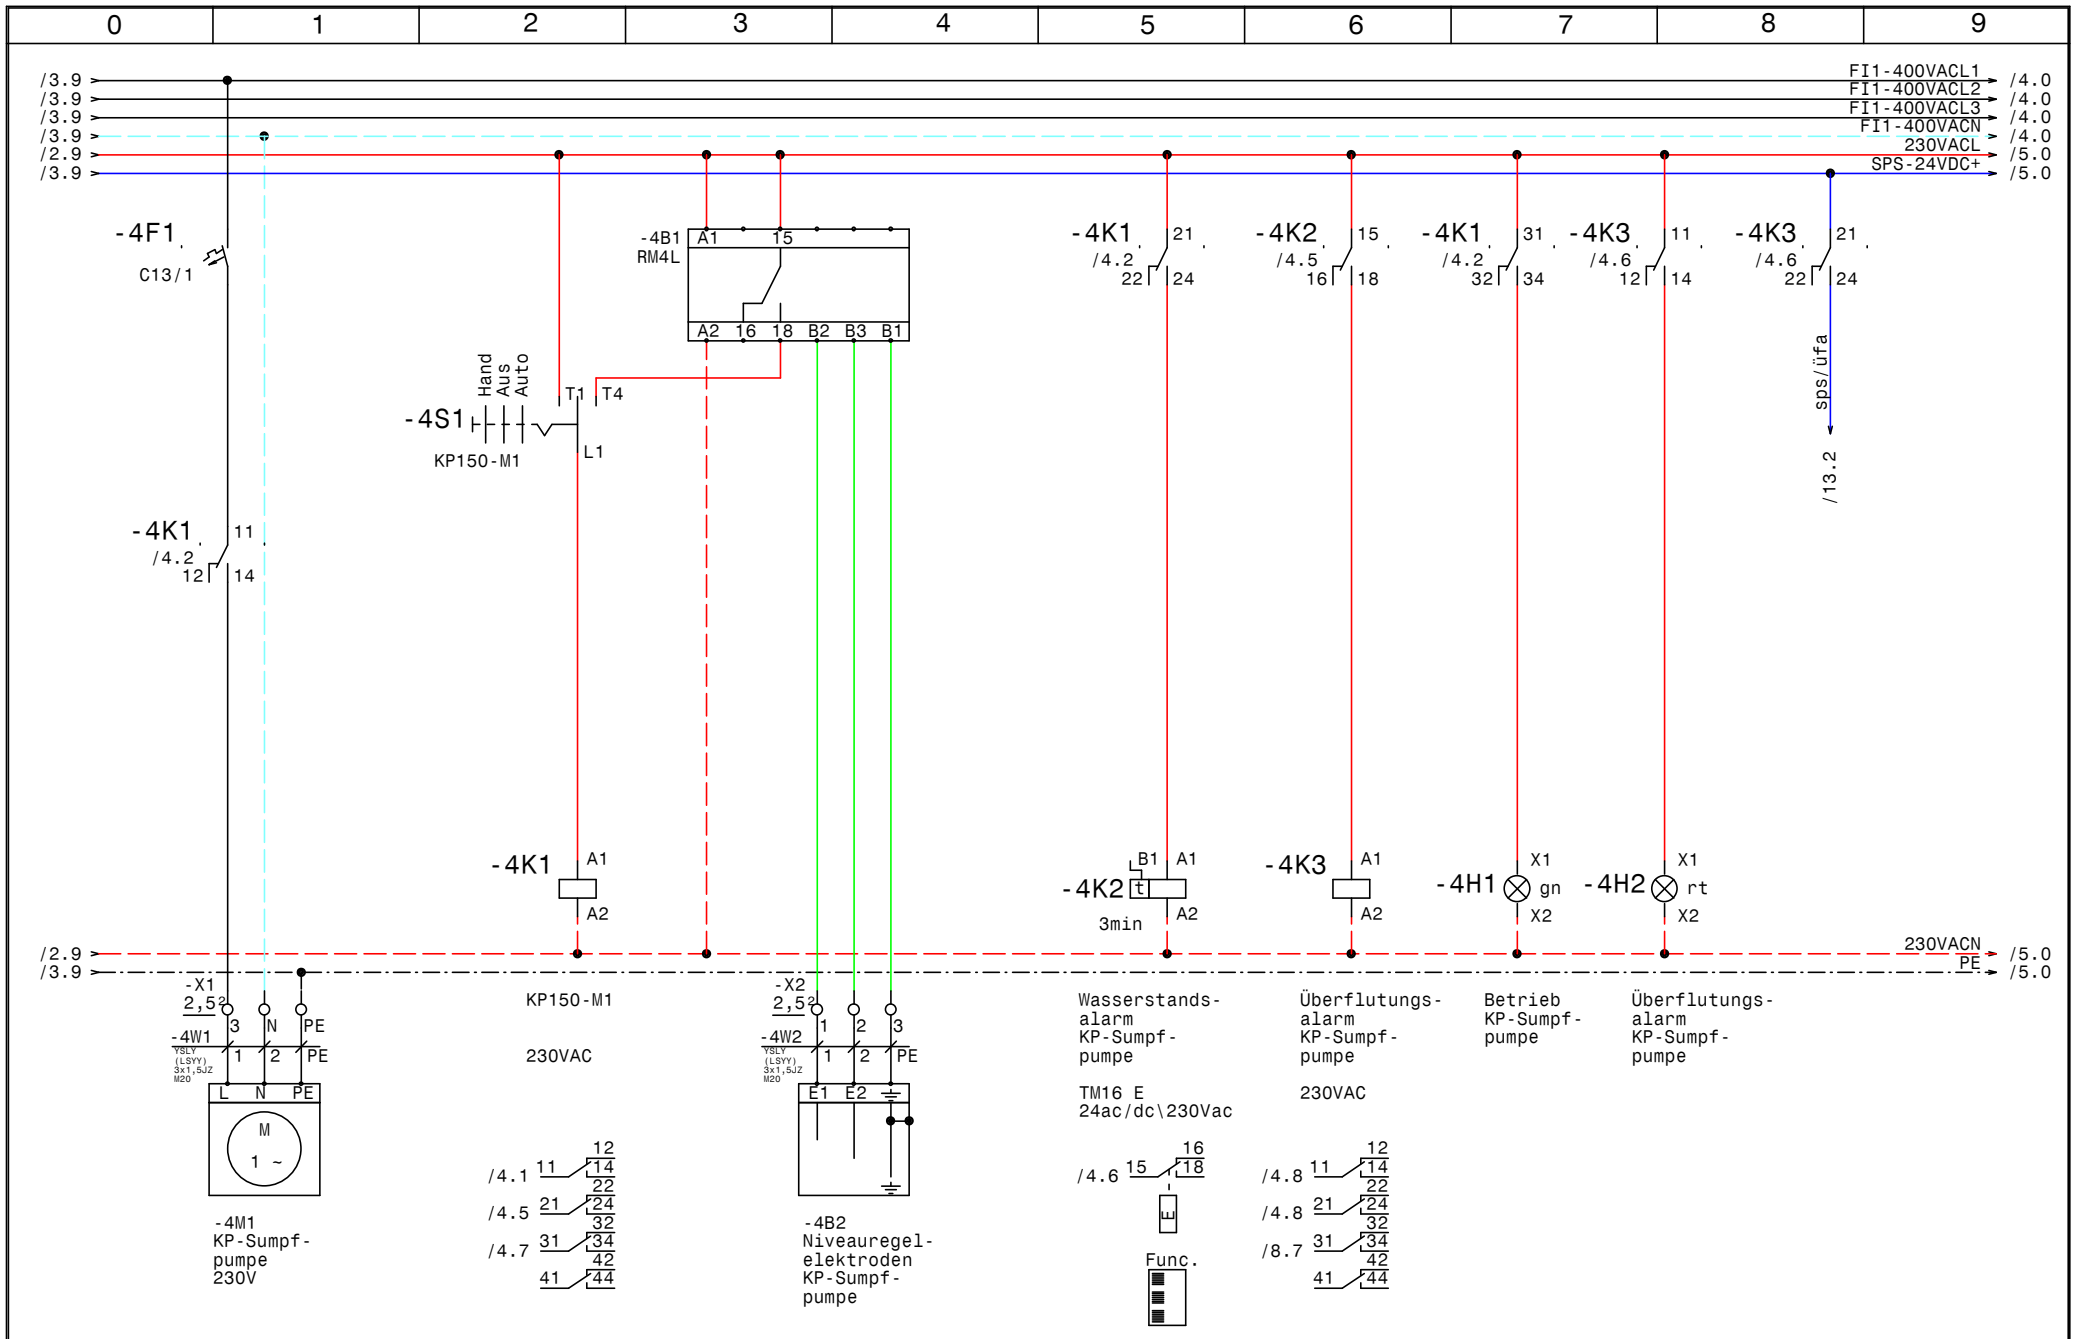 0 1 2 3 4 5 6 7 8 9
/3.9 FI1-400VACL1 /4.0
/3.9 FI1-400VACL2 /4.0
/3.9 FI1-400VACL3 /4.0
/3.9 FI1-400VACN /4.0
/2.9 230VACL /5.0
/3.9 SPS-24VDC+ /5.0
-4F1
C13/1
-4B1
RM4L
A1 15
A2 16 18 B2 B3 B1
-4K1 21
/4.2
22 24
-4K2 15
/4.5
16 18
-4K1 31
/4.2
32 34
-4K3 11
/4.6
12 14
-4K3 21
/4.6
22 24
sps/üfa
/13.2
Hand
Aus
Auto
T1 T4
-4S1
L1
KP150-M1
-4K1 11
/4.2
12 14
-4K1 A1
A2
B1 A1
-4K2 t
A2
3min
-4K3 A1
A2
X1
-4H1 gn
X2
X1
-4H2 rt
X2
/2.9 230VACN /5.0
/3.9 PE /5.0
-X1
2,5²
3 N PE
-4W1
YSLY
(LSYY)
3x1,5JZ
M20
1 2 PE
L N PE
M
1 ~
-4M1
KP-Sumpf-
pumpe
230V
KP150-M1
230VAC
12
/4.1 11 14
22
/4.5 21 24
32
/4.7 31 34
42
41 44
-X2
2,5²
1 2 3
-4W2
YSLY
(LSYY)
3x1,5JZ
M20
1 2 PE
E1 E2
-4B2
Niveauregel-
elektroden
KP-Sumpf-
pumpe
Wasserstands-
alarm
KP-Sumpf-
pumpe
TM16 E
24ac/dc\230Vac
16
/4.6 15 18
E
Func.
Überflutungs-
alarm
KP-Sumpf-
pumpe
230VAC
12
/4.8 11 14
22
/4.8 21 24
32
/8.7 31 34
42
41 44
Betrieb
KP-Sumpf-
pumpe
Überflutungs-
alarm
KP-Sumpf-
pumpe